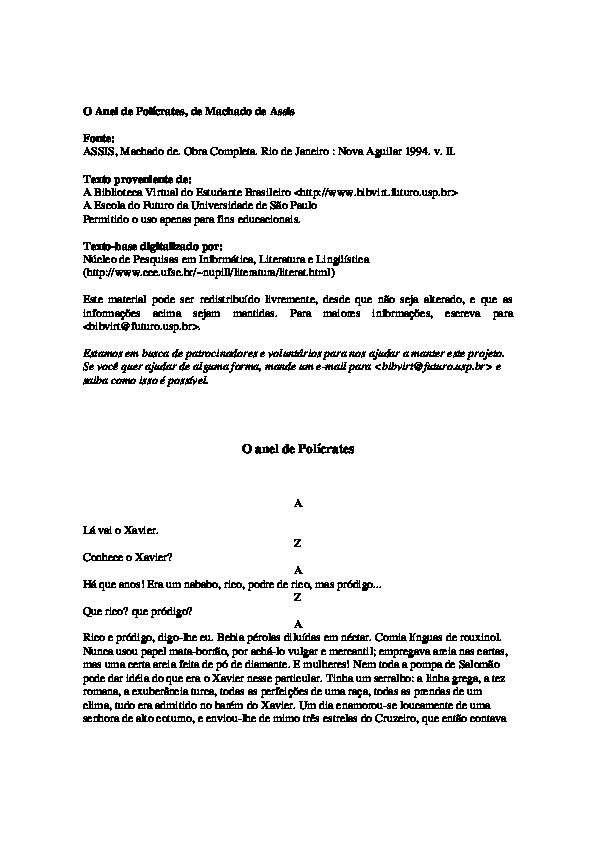 O Anel de Polícrates, de Machado de Assis
Fonte:
ASSIS, Machado de. Obra Completa. Rio de Janeiro : Nova Aguilar 1994. v. II.
Texto proveniente de:
A Biblioteca Virtual do Estudante Brasileiro <http://www.bibvirt.futuro.usp.br>
A Escola do Futuro da Universidade de São Paulo
Permitido o uso apenas para fins educacionais.
Texto-base digitalizado por:
Núcleo de Pesquisas em Informática, Literatura e Lingüística
(http://www.cce.ufsc.br/~nupill/literatura/literat.html)
Este material pode ser redistribuído livremente, desde que não seja alterado, e que as
informações acima sejam mantidas. Para maiores informações, escreva para
<bibvirt@futuro.usp.br>.
Estamos em busca de patrocinadores e voluntários para nos ajudar a manter este projeto.
Se você quer ajudar de alguma forma, mande um e-mail para <bibvirt@futuro.usp.br> e
saiba como isso é possível.
O anel de Polícrates
A
Lá vai o Xavier.
Z
Conhece o Xavier?
A
Há que anos! Era um nababo, rico, podre de rico, mas pródigo...
Z
Que rico? que pródigo?
A
Rico e pródigo, digo-lhe eu. Bebia pérolas diluídas em néctar. Comia línguas de rouxinol.
Nunca usou papel mata-borrão, por achá-lo vulgar e mercantil; empregava areia nas cartas,
mas uma certa areia feita de pó de diamante. E mulheres! Nem toda a pompa de Salomão
pode dar idéia do que era o Xavier nesse particular. Tinha um serralho: a linha grega, a tez
romana, a exuberância turca, todas as perfeições de uma raça, todas as prendas de um
clima, tudo era admitido no harém do Xavier. Um dia enamorou-se loucamente de uma
senhora de alto coturno, e enviou-lhe de mimo três estrelas do Cruzeiro, que então contava